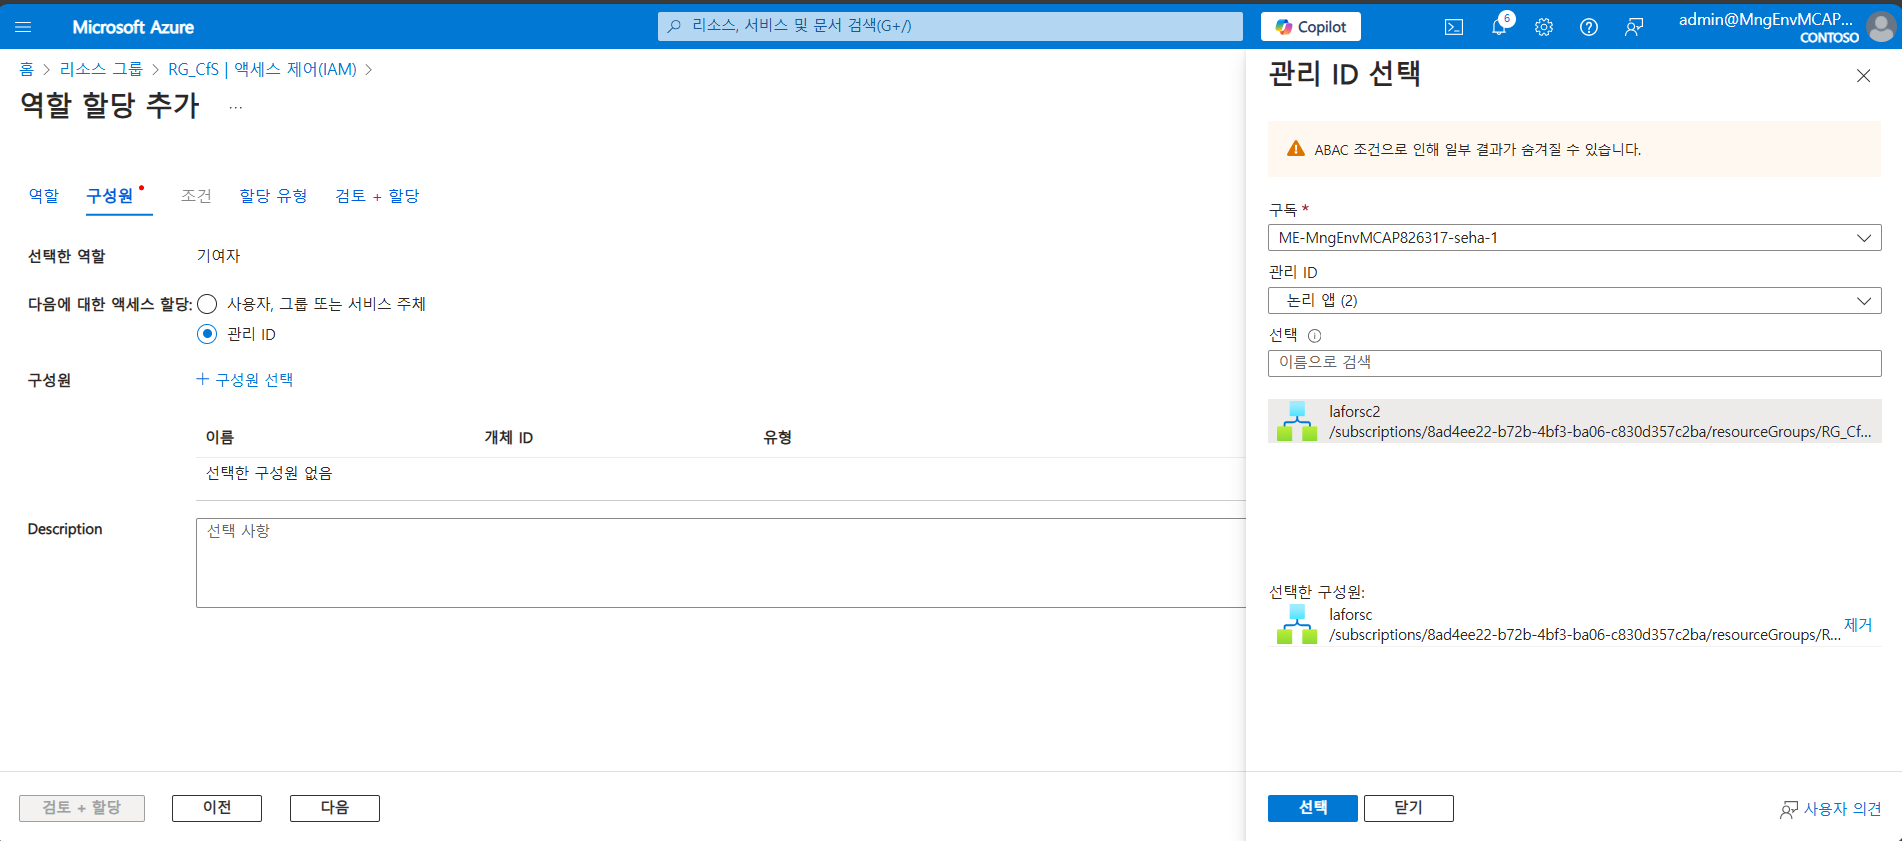 Microsoft Azure
리소스, 서비스 및 문서 검색(G+/)
Copilot
6
admin@MngEnvMCAP...
CONTOSO
홈 > 리소스 그룹 > RG_CfS | 액세스 제어(IAM) >
역할 할당 추가 ...
역할 구성원 조건 할당 유형 검토 + 할당
선택한 역할 기여자
다음에 대한 액세스 할당: 사용자, 그룹 또는 서비스 주체
관리 ID
구성원 + 구성원 선택
이름 개체 ID 유형
선택한 구성원 없음
Description 선택 사항
검토 + 할당 이전 다음
관리 ID 선택
ABAC 조건으로 인해 일부 결과가 숨겨질 수 있습니다.
구독 *
ME-MngEnvMCAP826317-seha-1
관리 ID
논리 앱 (2)
선택
이름으로 검색
laforsc2
/subscriptions/8ad4ee22-b72b-4bf3-ba06-c830d357c2ba/resourceGroups/RG_Cf...
선택한 구성원:
laforsc
/subscriptions/8ad4ee22-b72b-4bf3-ba06-c830d357c2ba/resourceGroups/R...
제거
선택 닫기 사용자 의견